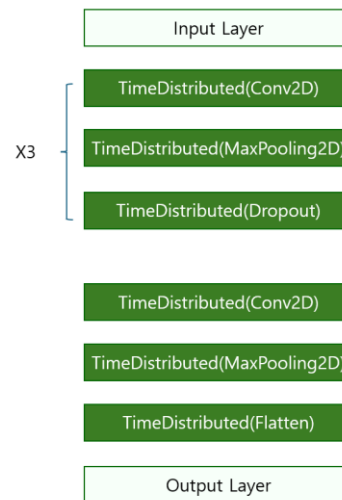 Input Layer
TimeDistributed(Conv2D)
X3
TimeDistributed(MaxPooling2D)
TimeDistributed(Dropout)
TimeDistributed(Conv2D)
TimeDistributed(MaxPooling2D)
TimeDistributed(Flatten)
Output Layer